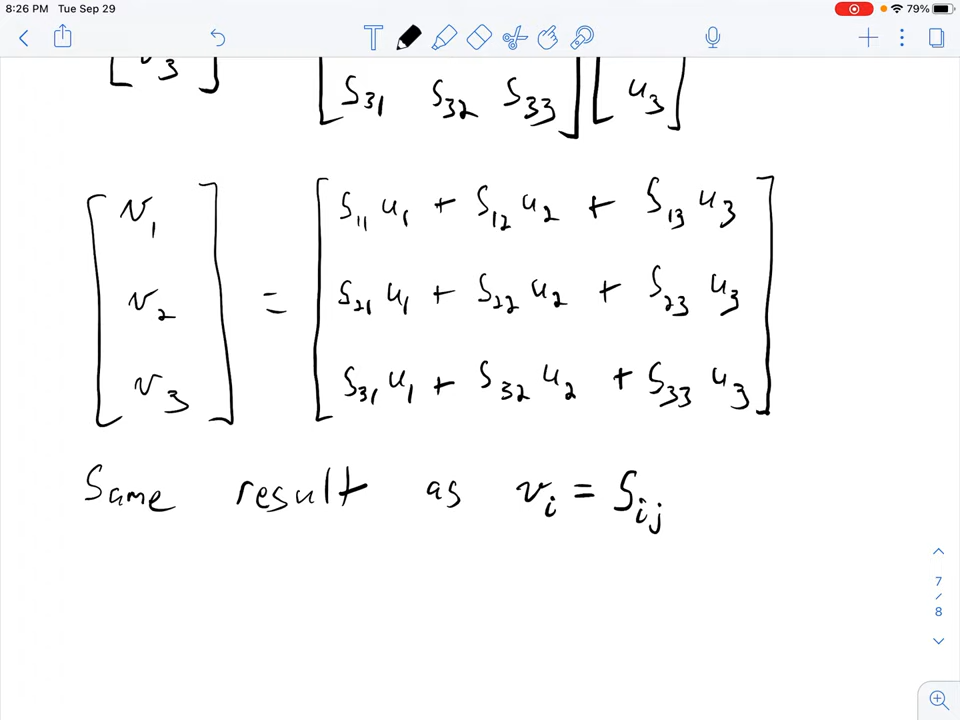 8:26 PM Tue Sep 29 79%
T
v3
S31 S32 S33 u3
v1 S11 u1 + S12 u2 + S13 u3
v2 = S21 u1 + S22 u2 + S23 u3
v3 S31 u1 + S32 u2 + S33 u3
Same result as vi = Sij
7
/
8